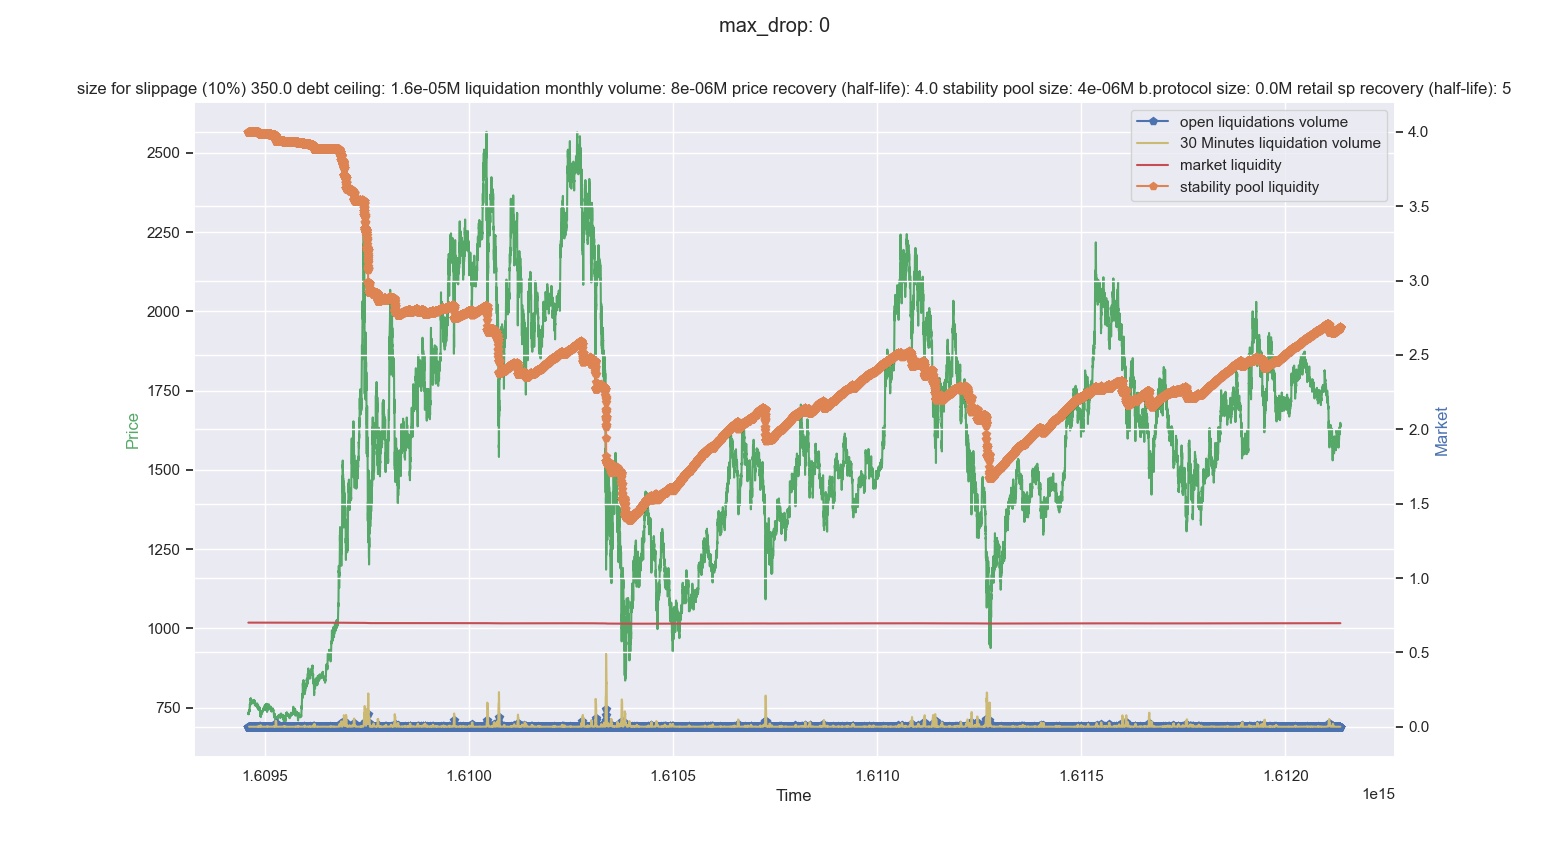 max_drop: 0
size for slippage (10%) 350.0 debt ceiling: 1.6e-05M liquidation monthly volume: 8e-06M price recovery (half-life): 4.0 stability pool size: 4e-06M b.protocol size: 0.0M retail sp recovery (half-life): 5
open liquidations volume
30 Minutes liquidation volume
market liquidity
stability pool liquidity
2500
2250
2000
1750
1500
1250
1000
750
Price
4.0
3.5
3.0
2.5
2.0
1.5
1.0
0.5
0.0
Market
1.6095 1.6100 1.6105 1.6110 1.6115 1.6120
1e15
Time